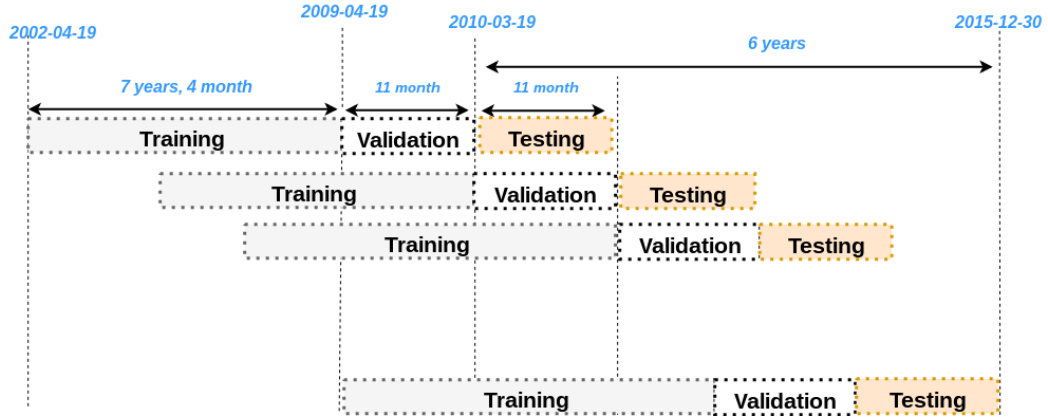 2009-04-19
2002-04-19
2010-03-19
2015-12-30
6 years
7 years, 4 month
11 month
11 month
Training
Validation
Testing
Training
Validation
Testing
Training
Validation
Testing
Training
Validation
Testing